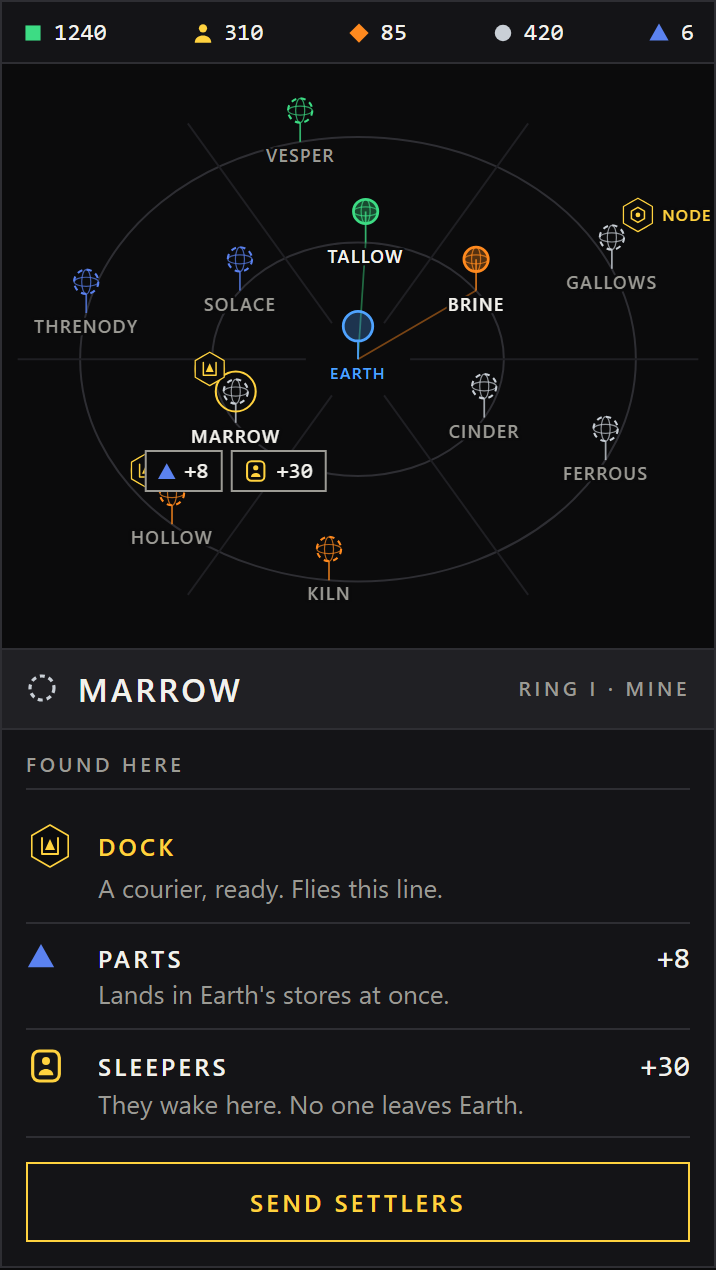 1240 310 85 420 6
VESPER
NODE
TALLOW
GALLOWS
SOLACE
BRINE
THRENODY
EARTH
MARROW
CINDER
+8 +30
FERROUS
HOLLOW
KILN
MARROW RING I · MINE
FOUND HERE
DOCK
A courier, ready. Flies this line.
PARTS +8
Lands in Earth's stores at once.
SLEEPERS +30
They wake here. No one leaves Earth.
SEND SETTLERS